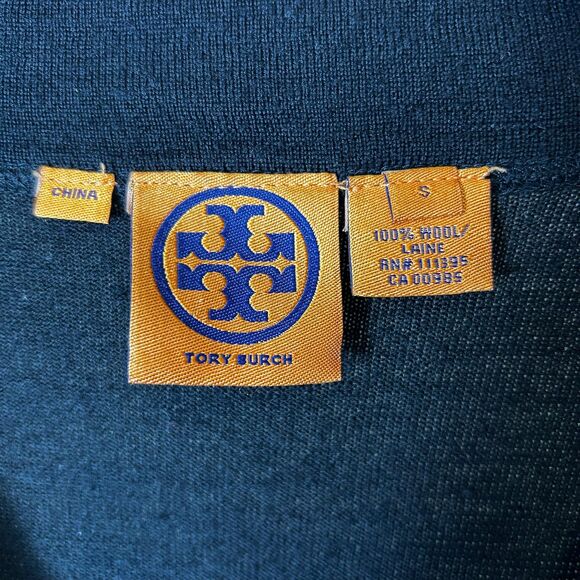 CHINA
TORY BURCH
S
100% WOOL/
LAINE
RN# 111395
CA 00985